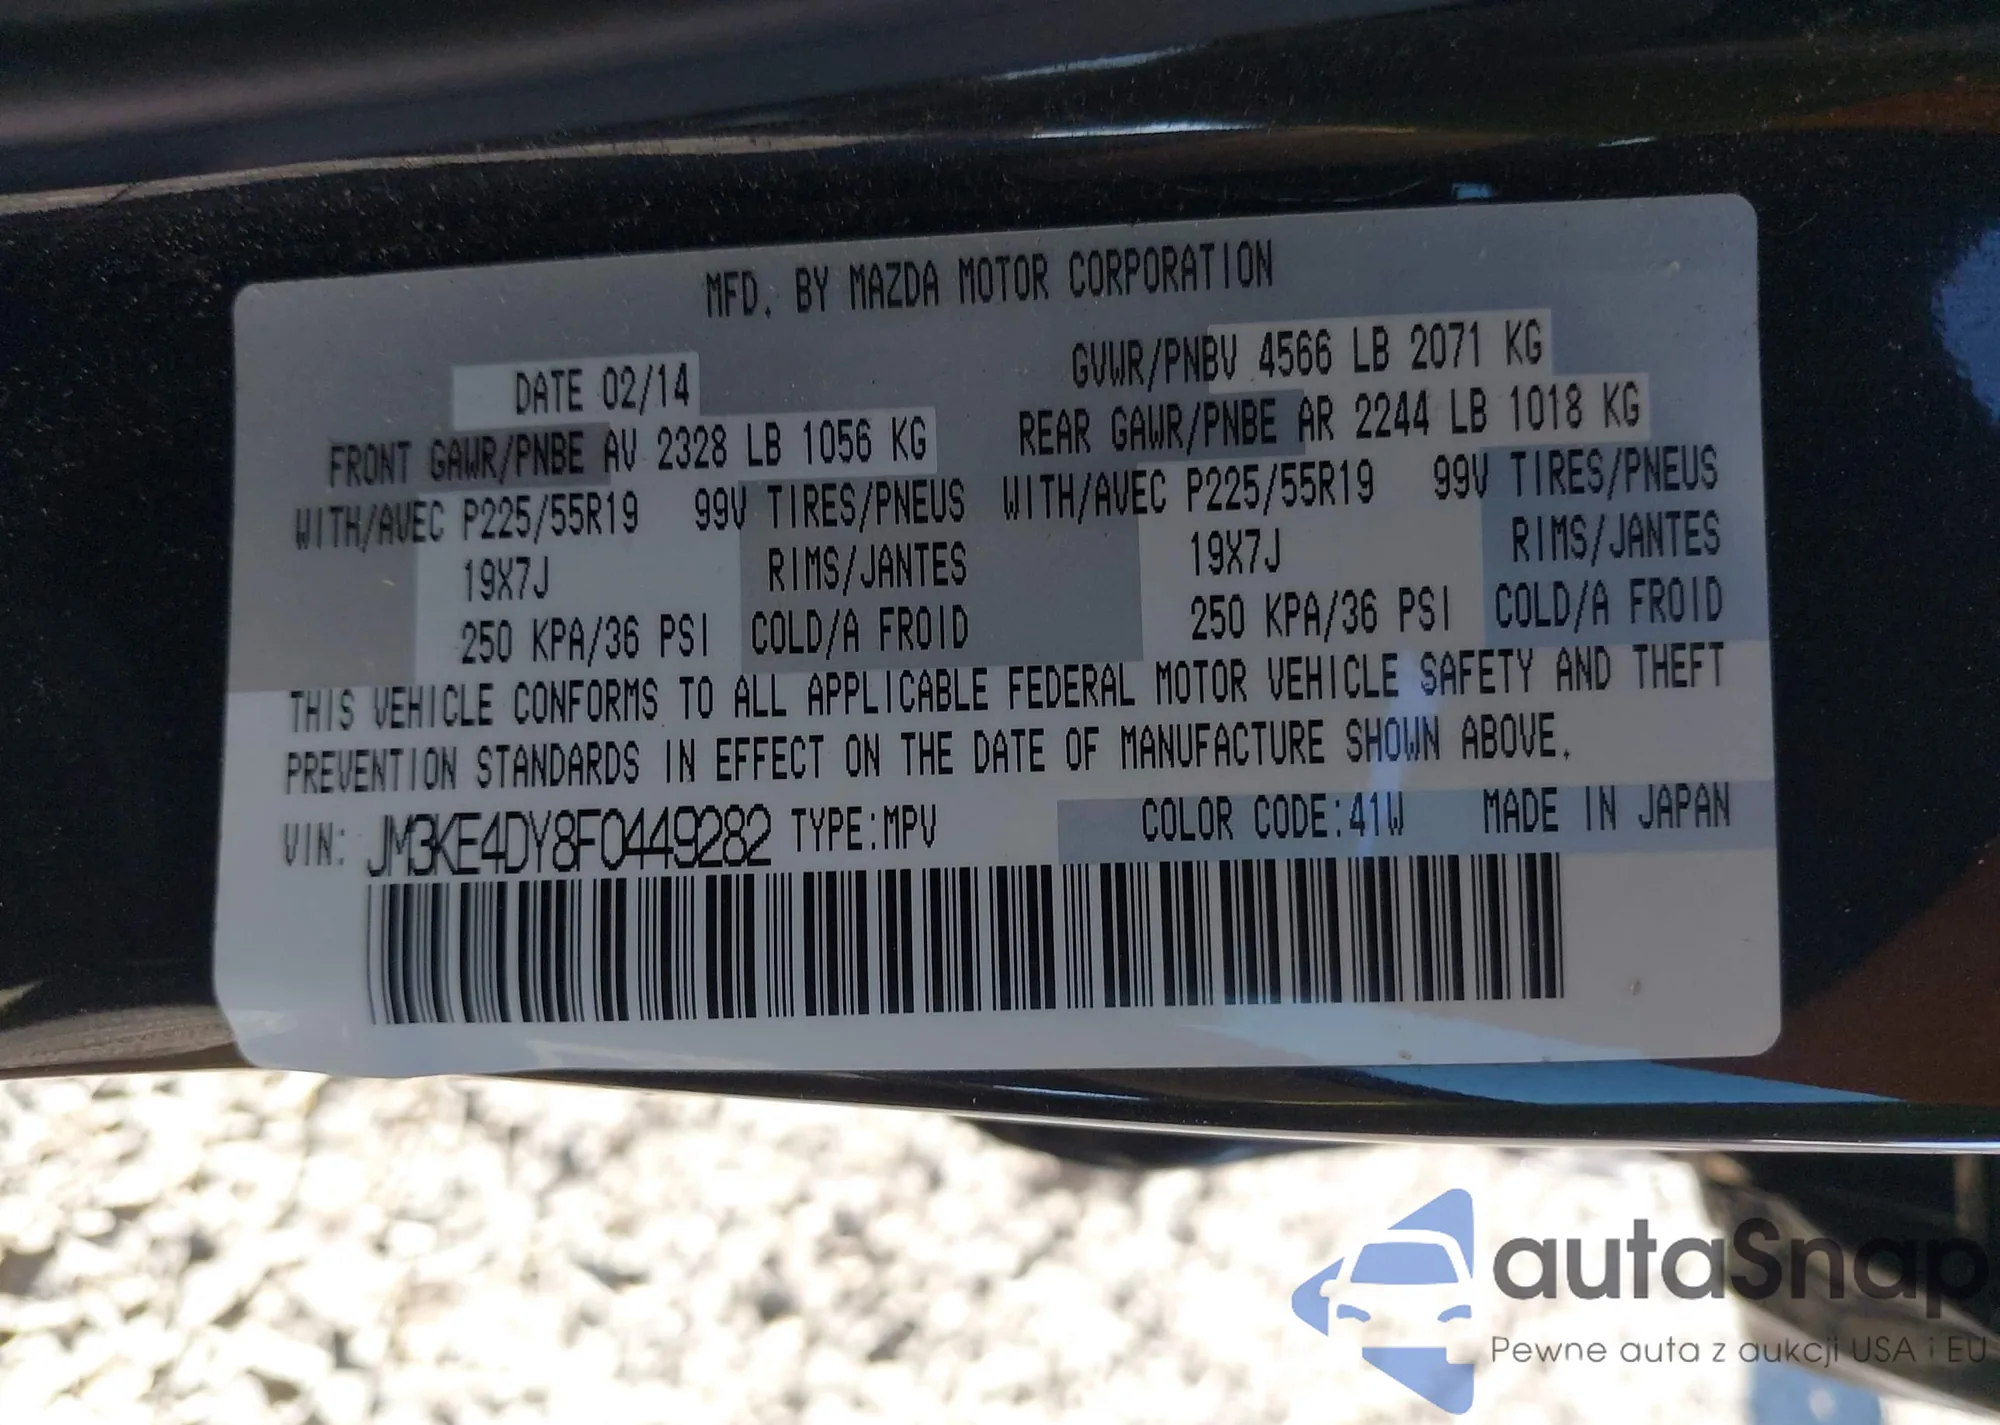 MFD. BY MAZDA MOTOR CORPORATION
DATE 02/14 GVWR/PNBV 4566 LB 2071 KG
FRONT GAWR/PNBE AV 2328 LB 1056 KG REAR GAWR/PNBE AR 2244 LB 1018 KG
WITH/AVEC P225/55R19 99V TIRES/PNEUS WITH/AVEC P225/55R19 99V TIRES/PNEUS
19X7J RIMS/JANTES 19X7J RIMS/JANTES
250 KPA/36 PSI COLD/A FROID 250 KPA/36 PSI COLD/A FROID
THIS VEHICLE CONFORMS TO ALL APPLICABLE FEDERAL MOTOR VEHICLE SAFETY AND THEFT
PREVENTION STANDARDS IN EFFECT ON THE DATE OF MANUFACTURE SHOWN ABOVE.
VIN: JM3KE4DY8F0449282 TYPE:MPV COLOR CODE:41W MADE IN JAPAN
autaSnap
Pewne auta z aukcji USA i EU